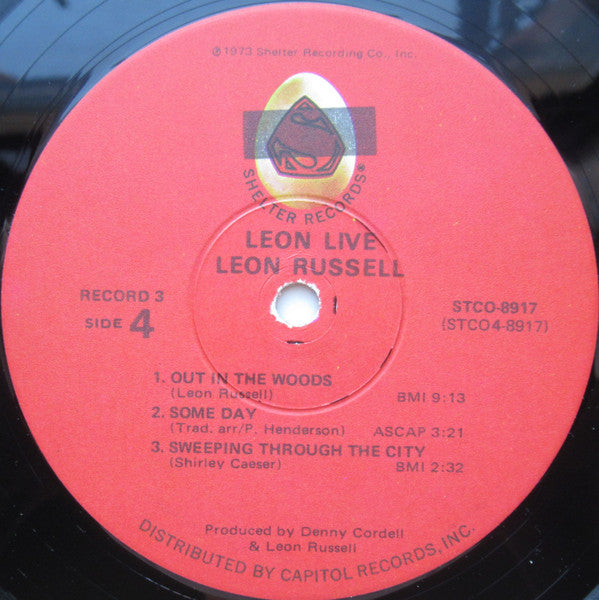 ℗1973 Shelter Recording Co., Inc.
SHELTER RECORDS®
LEON LIVE
LEON RUSSELL
RECORD 3
SIDE 4
STCO-8917
(STCO4-8917)
1. OUT IN THE WOODS
(Leon Russell) BMI 9:13
2. SOME DAY
(Trad. arr/P. Henderson) ASCAP 3:21
3. SWEEPING THROUGH THE CITY
(Shirley Caeser) BMI 2:32
Produced by Denny Cordell
& Leon Russell
DISTRIBUTED BY CAPITOL RECORDS, INC.